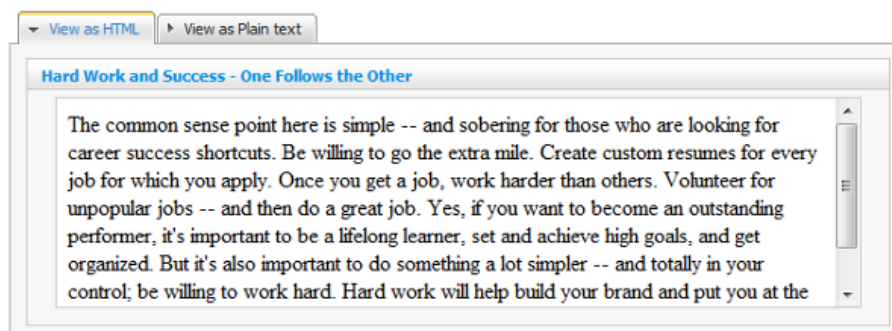 View as HTML View as Plain text
Hard Work and Success - One Follows the Other
The common sense point here is simple -- and sobering for those who are looking for
career success shortcuts. Be willing to go the extra mile. Create custom resumes for every
job for which you apply. Once you get a job, work harder than others. Volunteer for
unpopular jobs -- and then do a great job. Yes, if you want to become an outstanding
performer, it's important to be a lifelong learner, set and achieve high goals, and get
organized. But it's also important to do something a lot simpler -- and totally in your
control; be willing to work hard. Hard work will help build your brand and put you at the